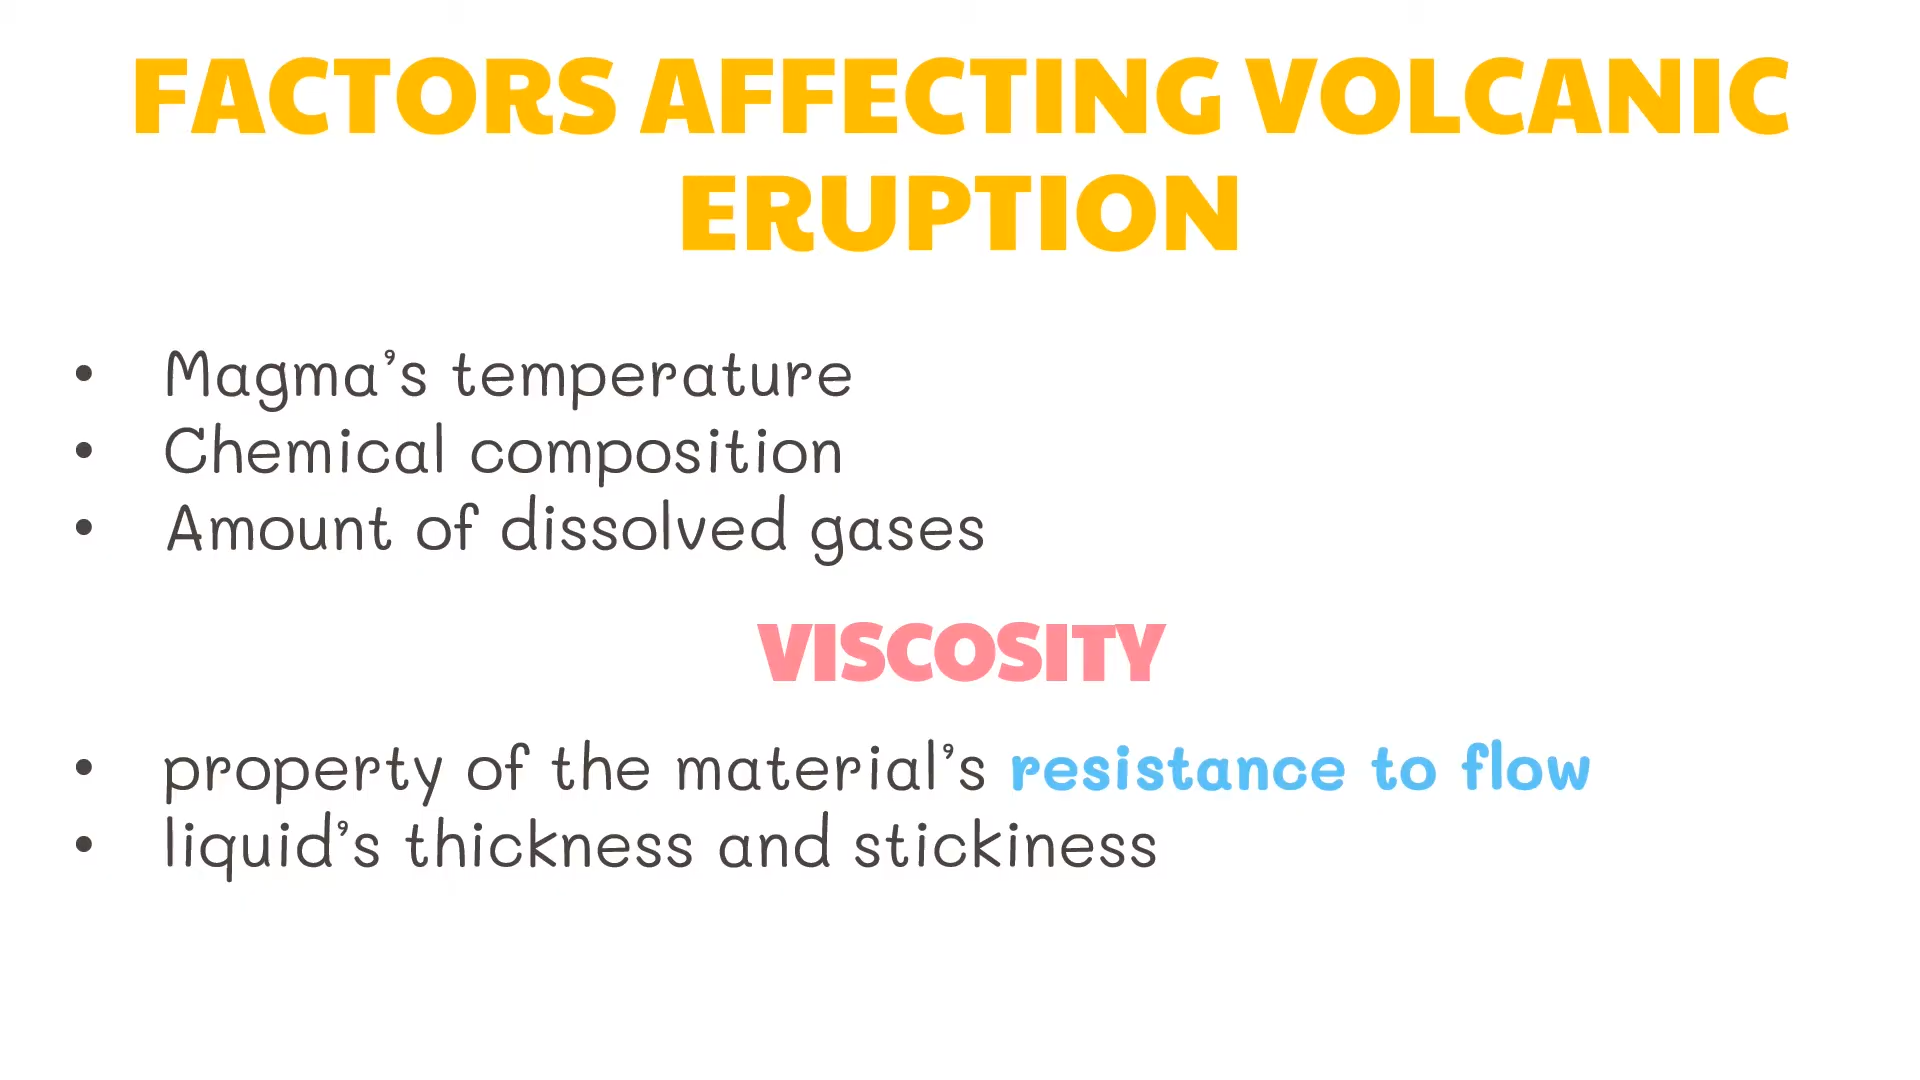 FACTORS AFFECTING VOLCANIC
ERUPTION
• Magma’s temperature
• Chemical composition
• Amount of dissolved gases
VISCOSITY
• property of the material’s resistance to flow
• liquid’s thickness and stickiness